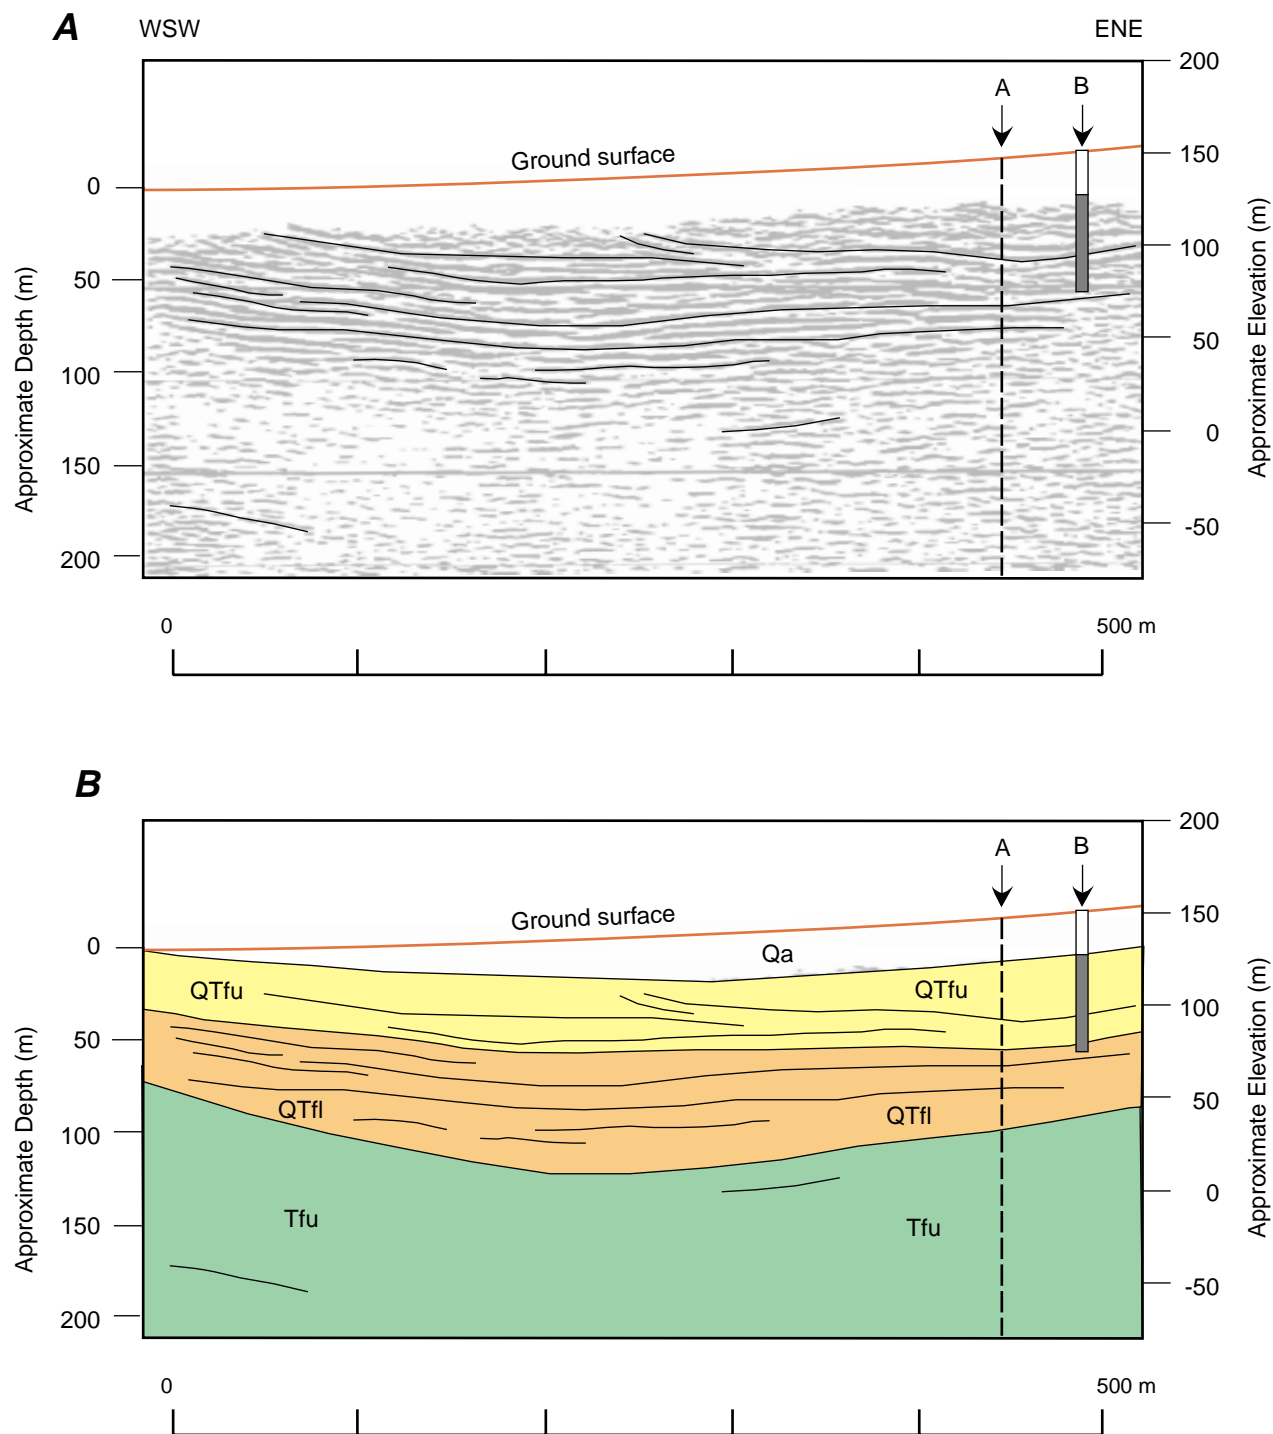 A
WSW
ENE
200
A
B
Ground surface
150
0
100
50
50
100
0
150
-50
200
Approximate Depth (m)
Approximate Elevation (m)
0
500 m
B
200
A
B
Ground surface
150
0
Qa
QTfu
QTfu
100
50
50
QTfl
QTfl
100
0
150
Tfu
Tfu
-50
200
Approximate Depth (m)
Approximate Elevation (m)
0
500 m